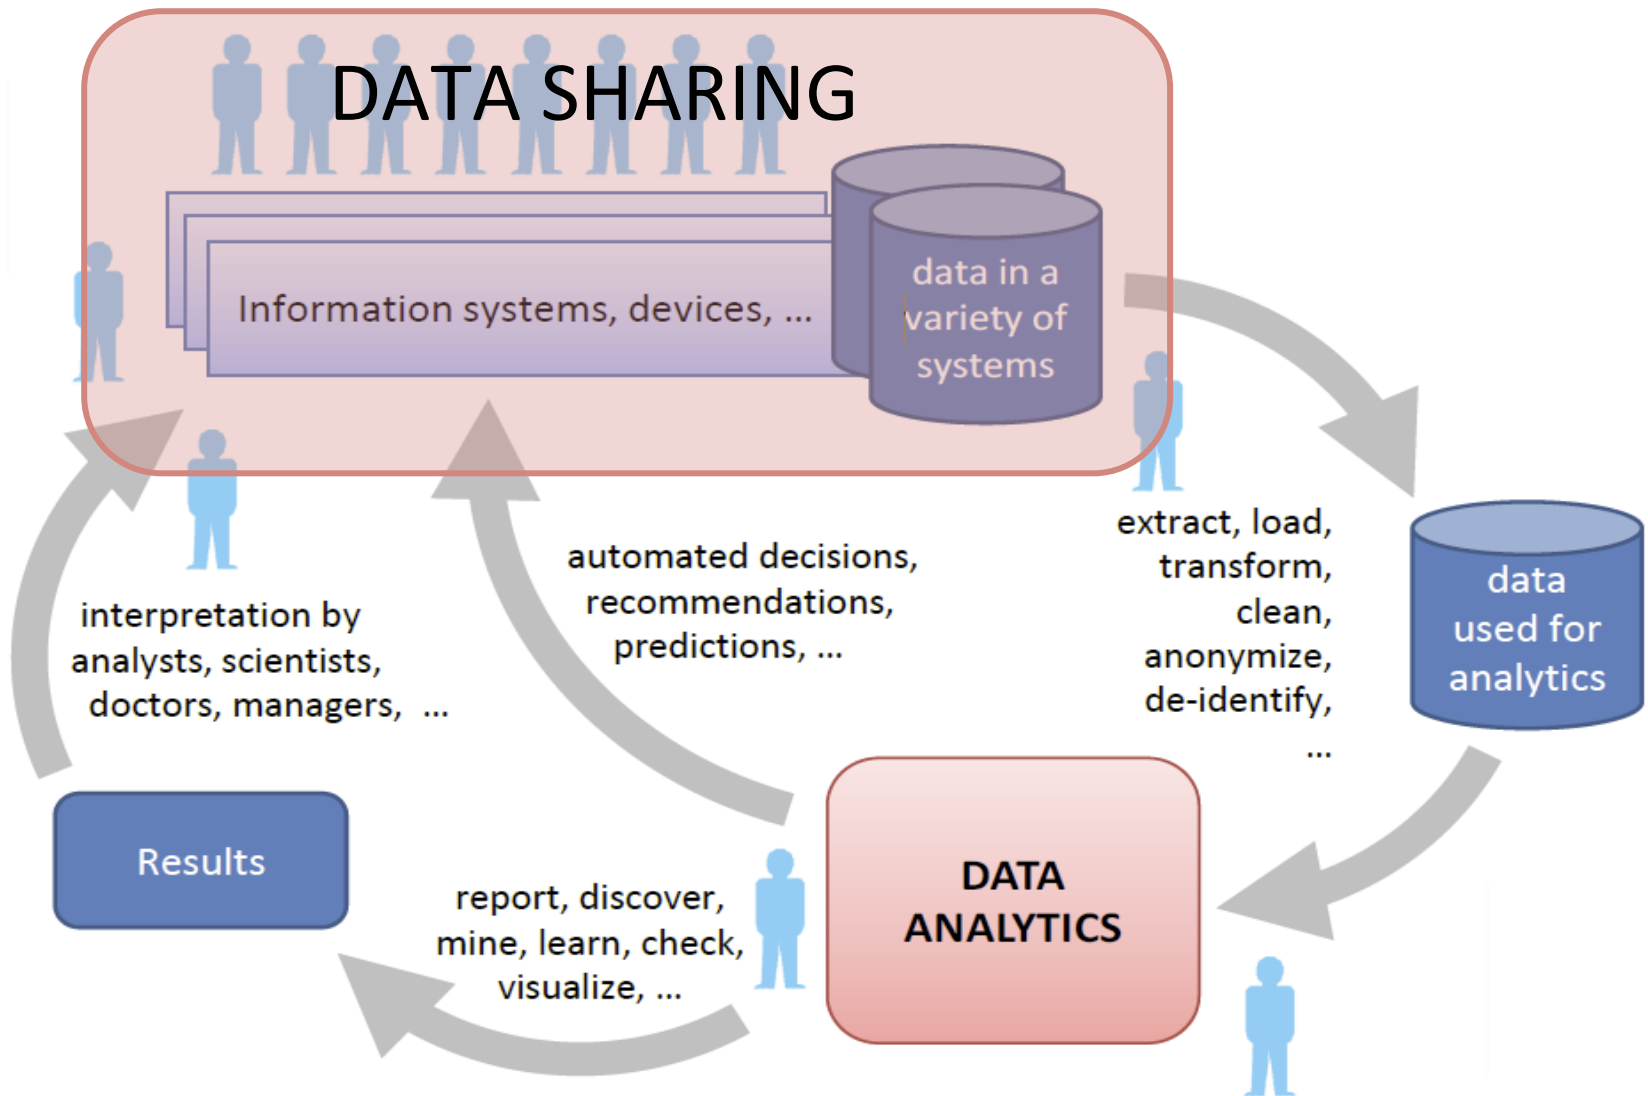 DATA SHARING
Information systems, devices, ...
data in a
variety of
systems
extract, load,
transform,
clean,
anonymize,
de-identify,
...
data
used for
analytics
automated decisions,
recommendations,
predictions, ...
interpretation by
analysts, scientists,
doctors, managers,  ...
DATA
ANALYTICS
report, discover,
mine, learn, check,
visualize, ...
Results